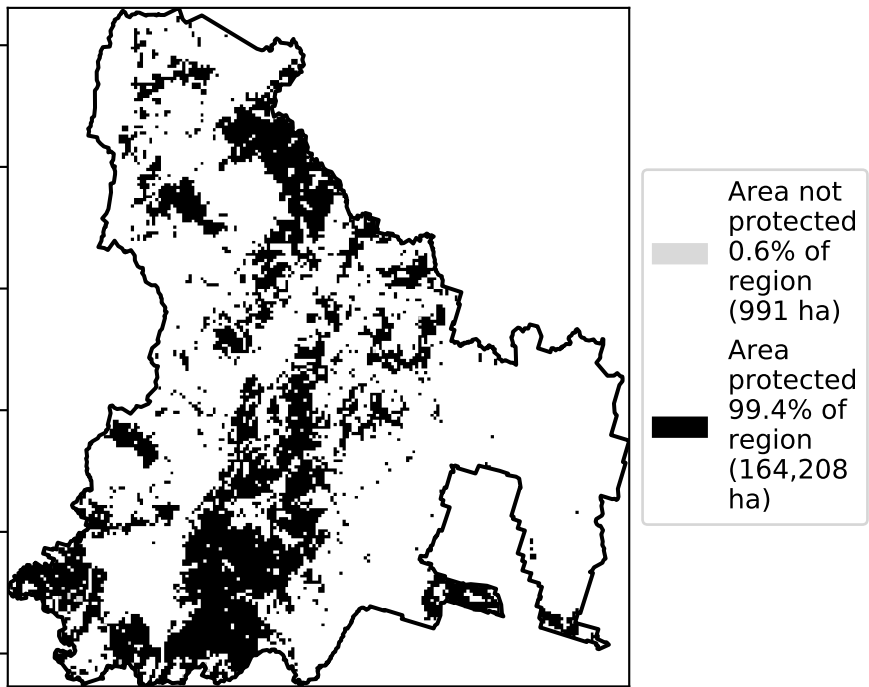 Area not
protected
0.6% of
region
(991 ha)
Area
protected
99.4% of
region
(164,208
ha)